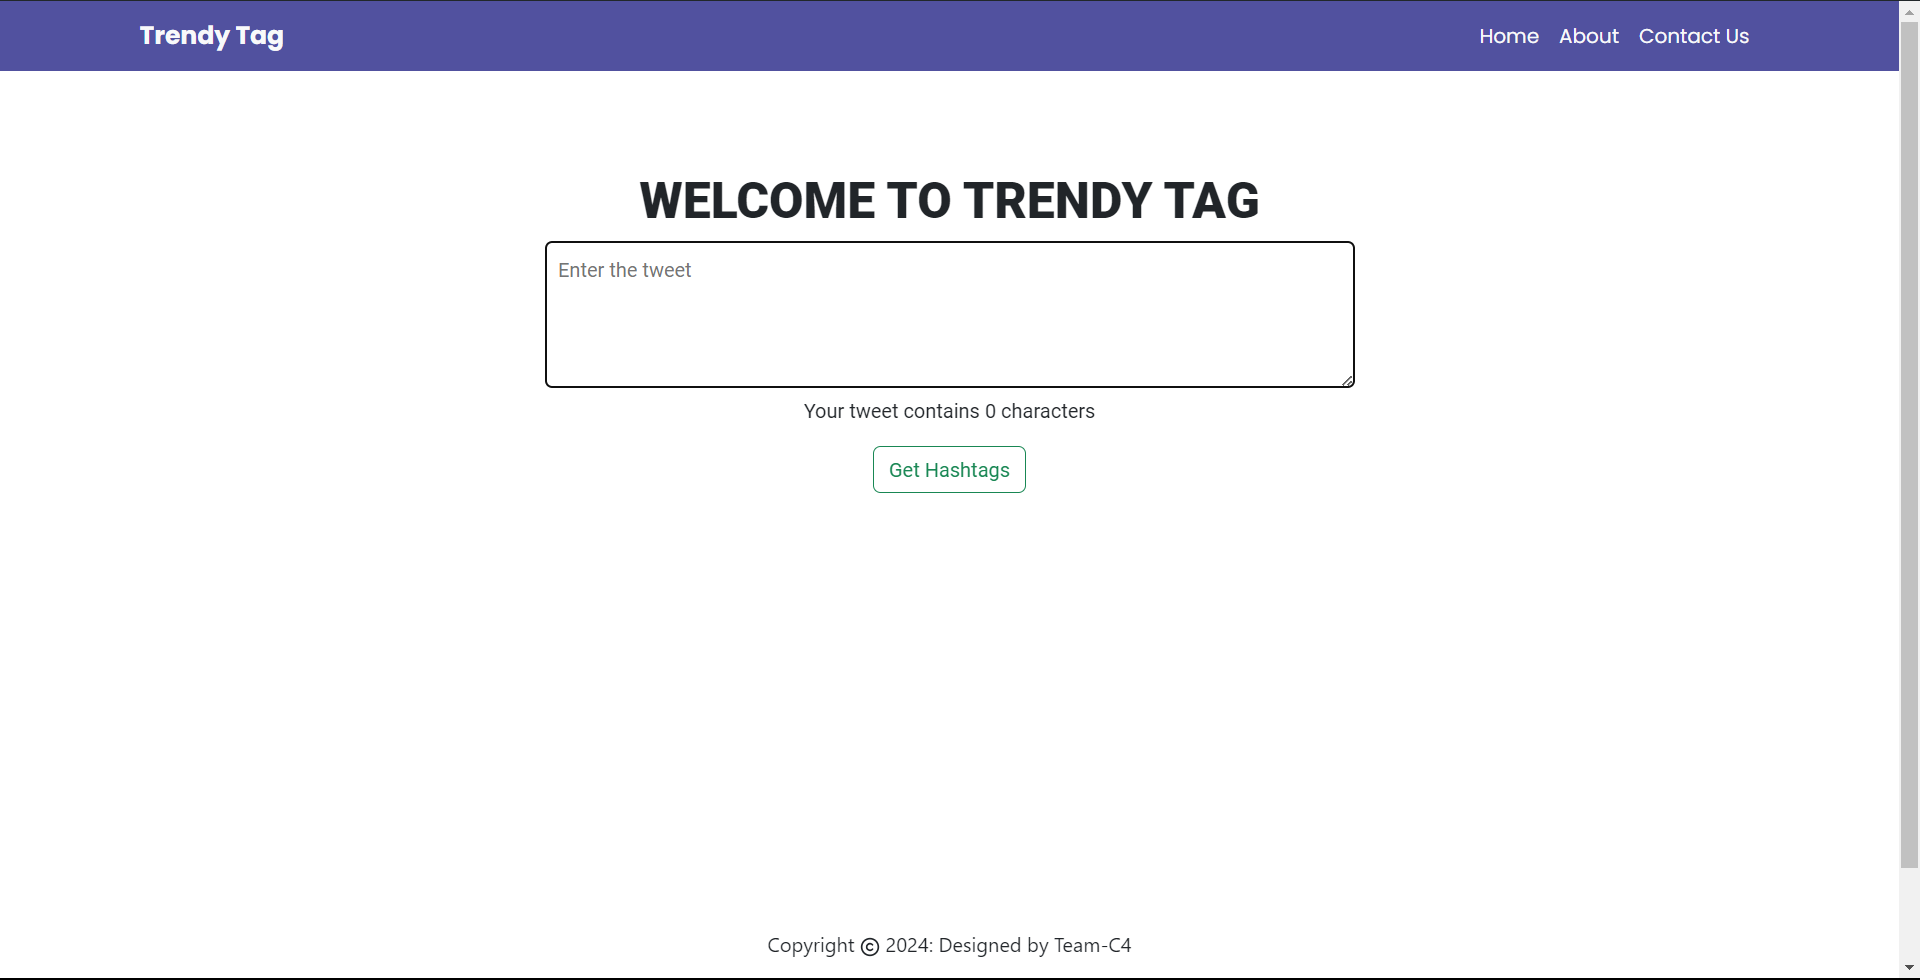 Trendy Tag
Home About Contact Us
WELCOME TO TRENDY TAG
Enter the tweet
Your tweet contains 0 characters
Get Hashtags
Copyright © 2024: Designed by Team-C4